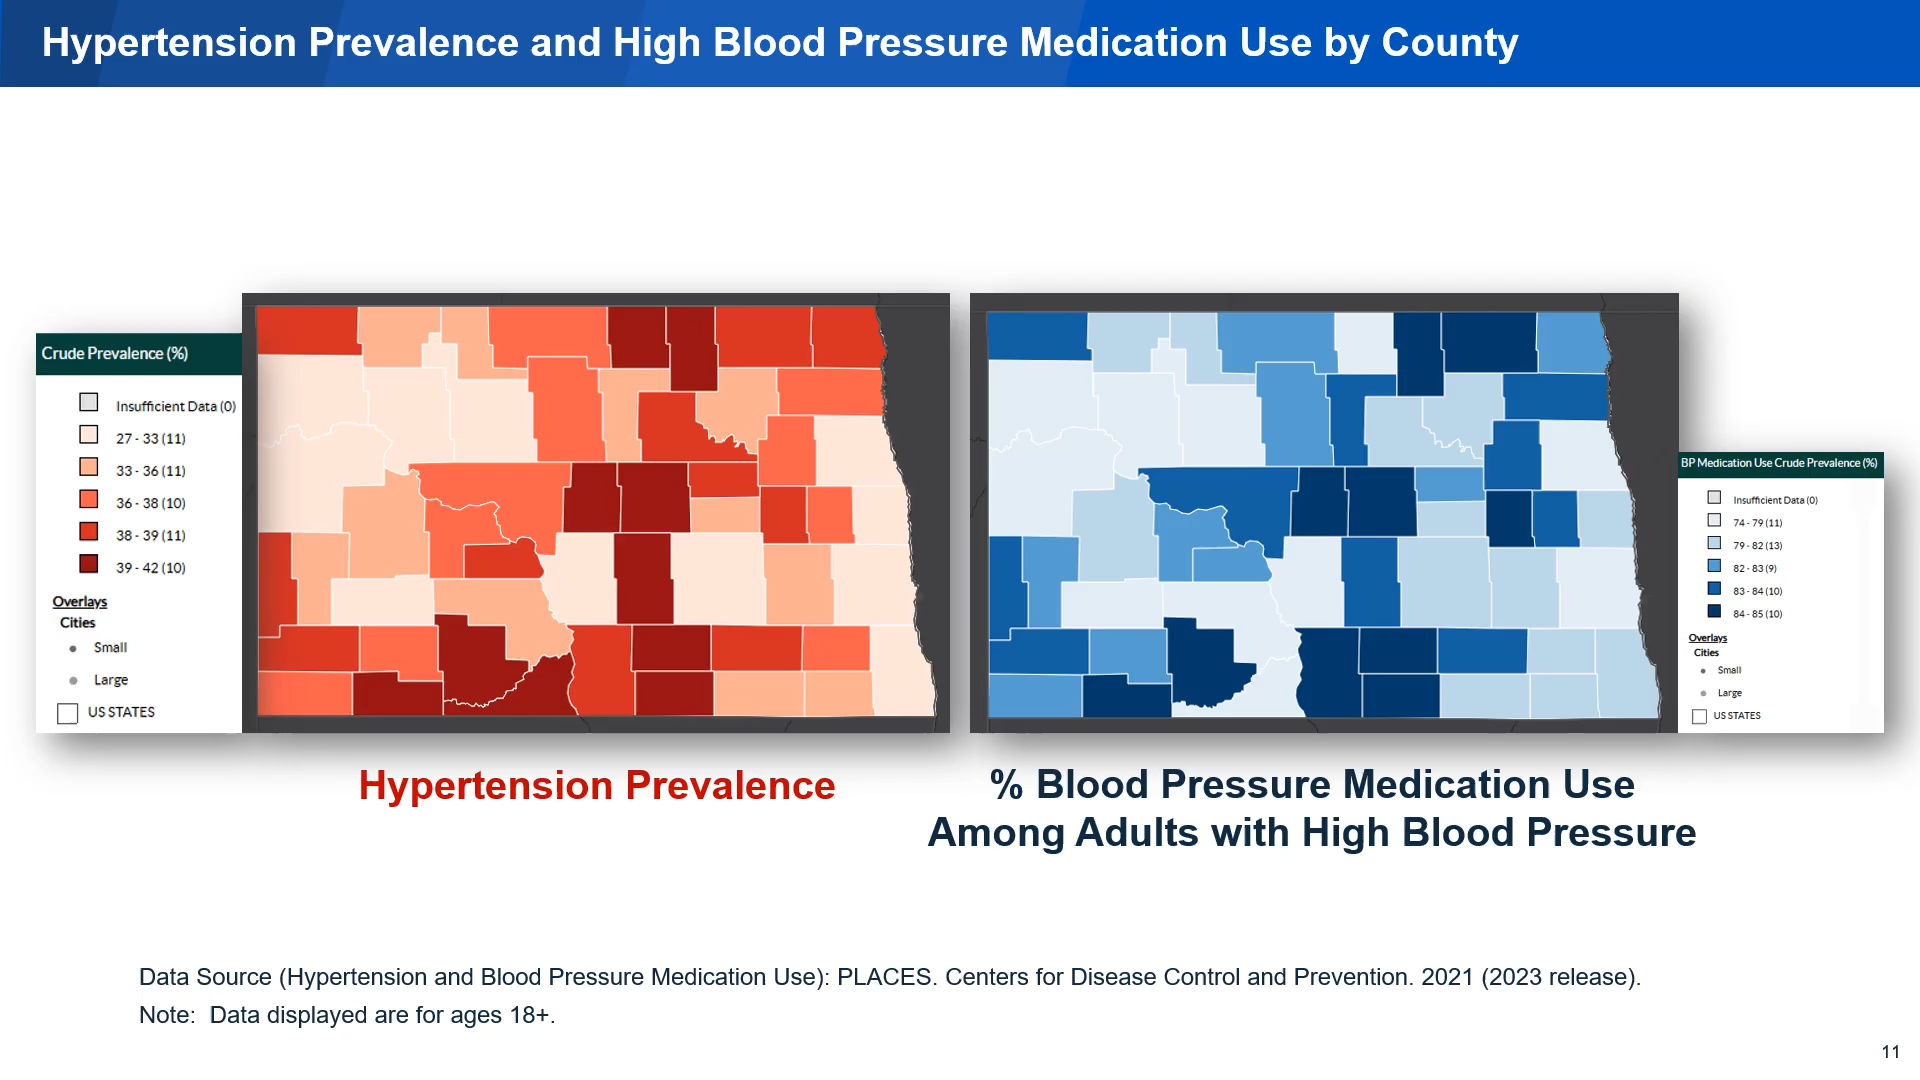 Hypertension Prevalence and High Blood Pressure Medication Use by County
Crude Prevalence (%)
Insufficient Data (0)
27 - 33 (11)
33 - 36 (11)
36 - 38 (10)
38 - 39 (11)
39 - 42 (10)
Overlays
Cities
Small
Large
US STATES
BP Medication Use Crude Prevalence (%)
Insufficient Data (0)
74 - 79 (11)
79 - 82 (13)
82 - 83 (9)
83 - 84 (10)
84 - 85 (10)
Overlays
Cities
Small
Large
US STATES
Hypertension Prevalence
% Blood Pressure Medication Use
Among Adults with High Blood Pressure
Data Source (Hypertension and Blood Pressure Medication Use): PLACES. Centers for Disease Control and Prevention. 2021 (2023 release).
Note: Data displayed are for ages 18+.
11